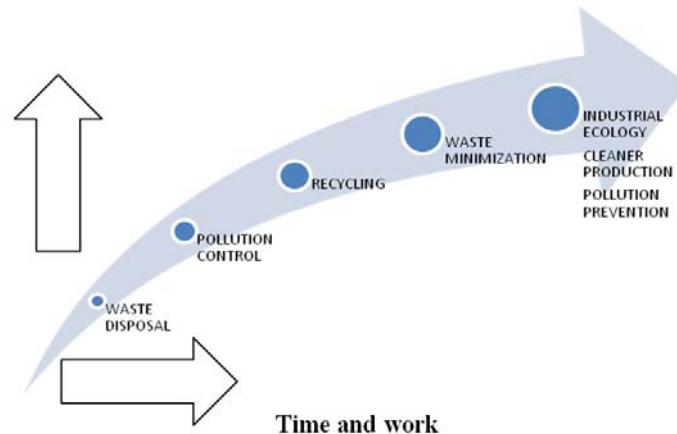 WASTE
DISPOSAL
POLLUTION
CONTROL
RECYCLING
WASTE
MINIMIZATION
INDUSTRIAL
ECOLOGY
CLEANER
PRODUCTION
POLLUTION
PREVENTION
Time and work